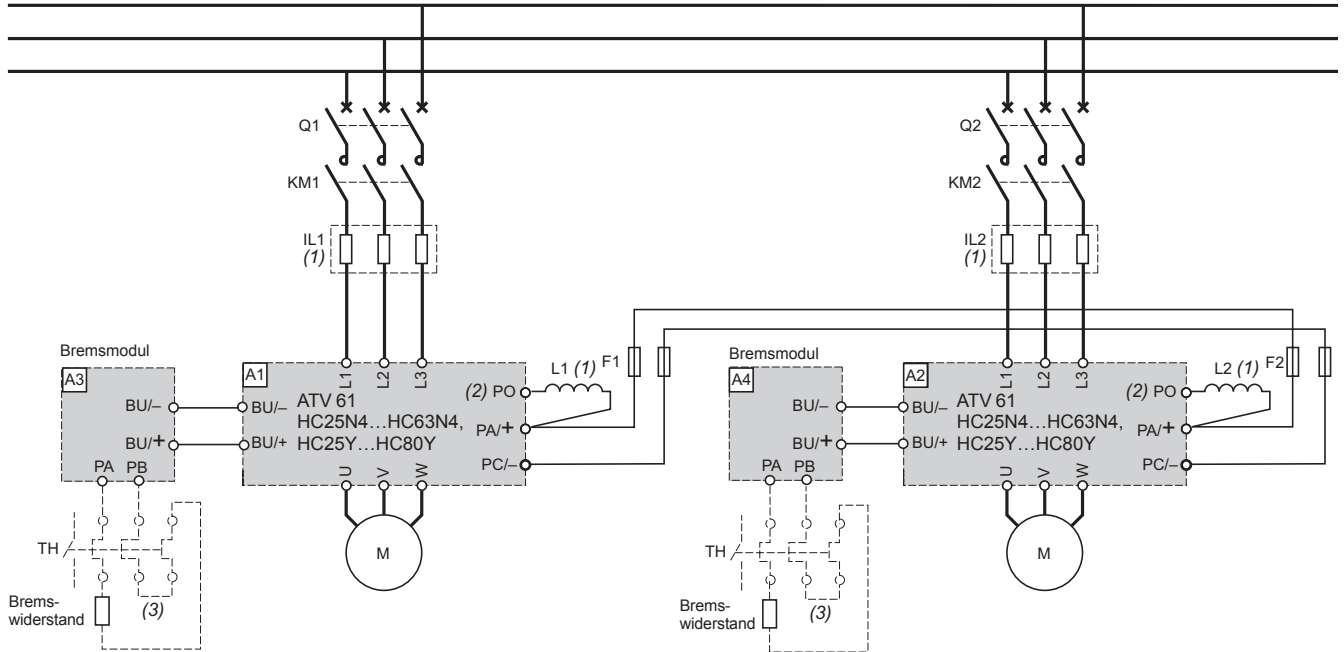 Q1
KM1
IL1
(1)
Q2
KM2
IL2
(1)
Bremsmodul
A3
BU/–
BU/+
PA PB
TH
Brems-
widerstand
(3)
A1
L1 L2 L3
ATV 61
HC25N4...HC63N4,
HC25Y...HC80Y
BU/–
BU/+
U V W
M
(2) PO
PA/+
PC/–
L1 (1)
F1
Bremsmodul
A4
BU/–
BU/+
PA PB
TH
Brems-
widerstand
(3)
A2
L1 L2 L3
ATV 61
HC25N4...HC63N4,
HC25Y...HC80Y
BU/–
BU/+
U V W
M
(2) PO
PA/+
PC/–
L2 (1)
F2